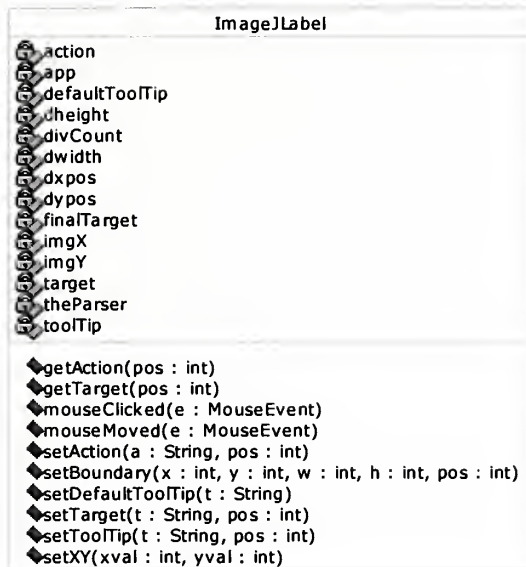 ImageJLabel
action
app
defaultToolTip
dheight
divCount
dwidth
dxpos
dypos
finalTarget
imgX
imgY
target
theParser
toolTip
getAction(pos : int)
getTarget(pos : int)
mouseClicked(e : MouseEvent)
mouseMoved(e : MouseEvent)
setAction(a : String, pos : int)
setBoundary(x : int, y : int, w : int, h : int, pos : int)
setDefaultToolTip(t : String)
setTarget(t : String, pos : int)
setToolTip(t : String, pos : int)
setXY(xval : int, yval : int)